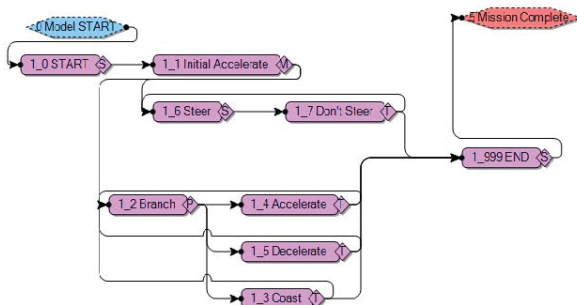 0 Model START
5 Mission Complete
1_0 START S
1_1 Initial Accelerate M
1_6 Steer S
1_7 Don't Steer T
1_999 END S
1_2 Branch P
1_4 Accelerate T
1_5 Decelerate T
1_3 Coast T